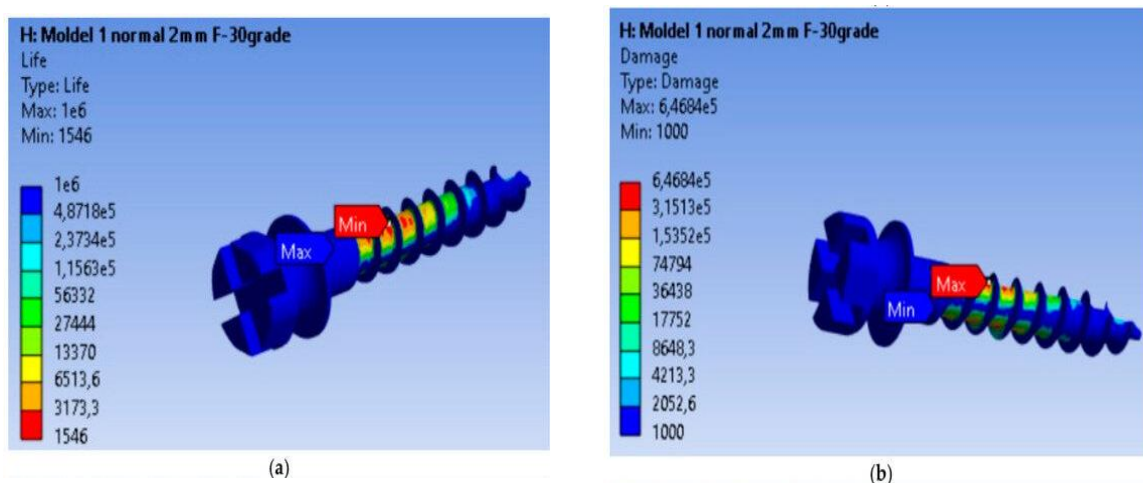 H: Moldel 1 normal 2mm F-30grade
Life
Type: Life
Max: 1e6
Min: 1546
1e6
4,8718e5
2,3734e5
1,1563e5
56332
27444
13370
6513,6
3173,3
1546
Min
Max
(a)
H: Moldel 1 normal 2mm F-30grade
Damage
Type: Damage
Max: 6,4684e5
Min: 1000
6,4684e5
3,1513e5
1,5352e5
74794
36438
17752
8648,3
4213,3
2052,6
1000
Max
Min
(b)